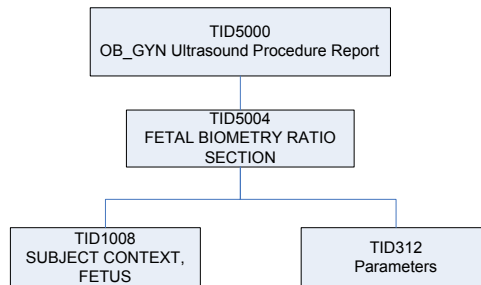 TID5000
OB_GYN Ultrasound Procedure Report
TID5004
FETAL BIOMETRY RATIO
SECTION
TID1008
SUBJECT CONTEXT,
FETUS
TID312
Parameters